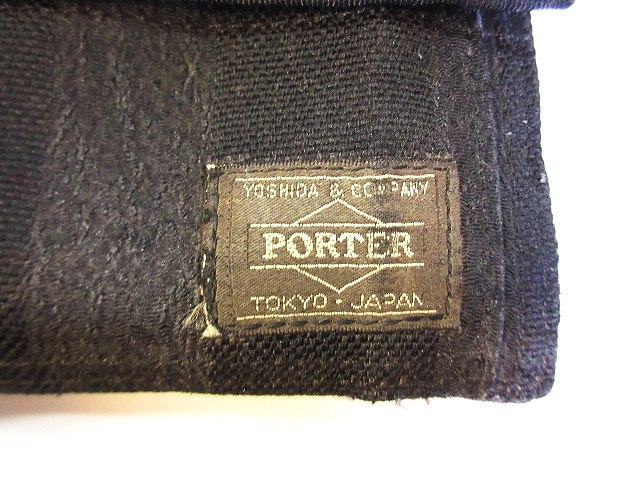 YOSHIDA & COMPANY
PORTER
TOKYO · JAPAN